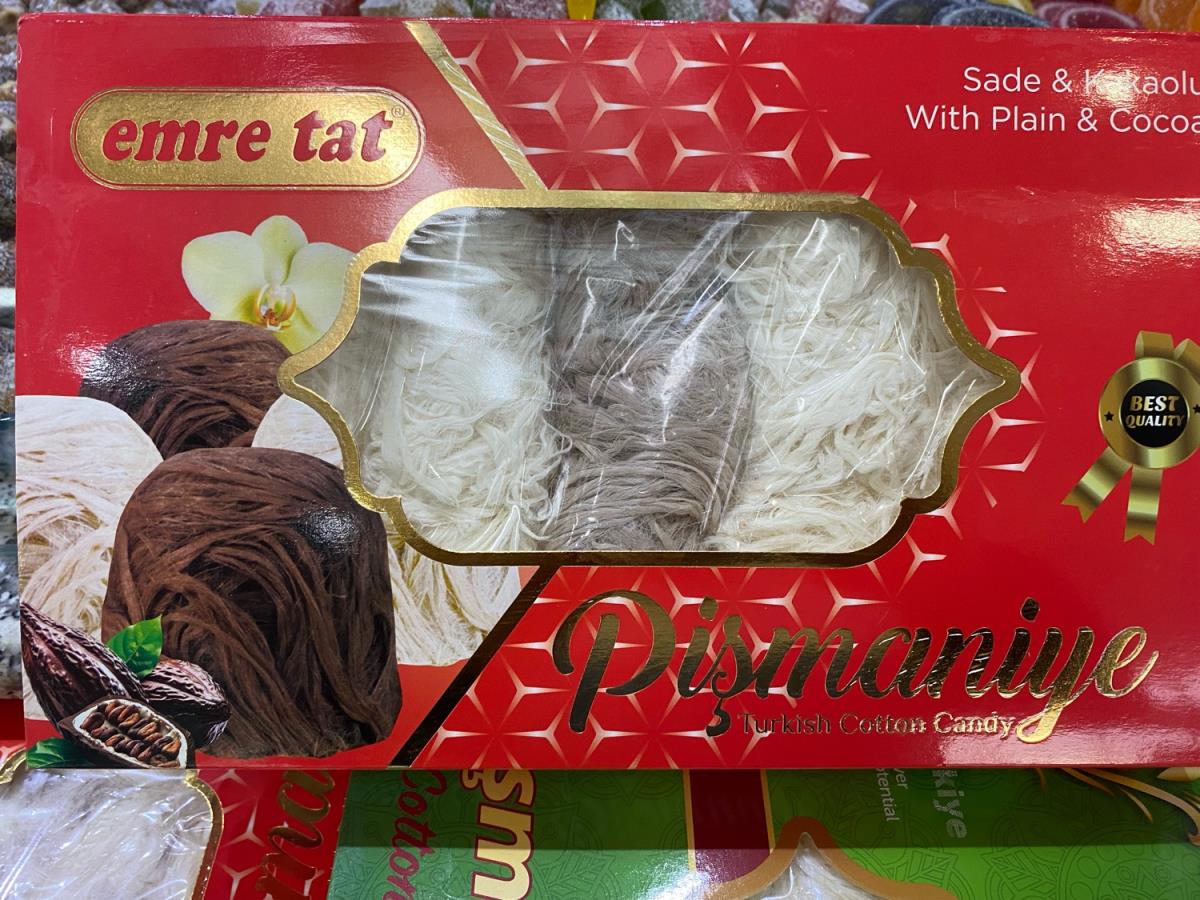 emre tat®
Sade & Kakaolu
With Plain & Cocoa
BEST
QUALITY
Pişmaniye
Turkish Cotton Candy